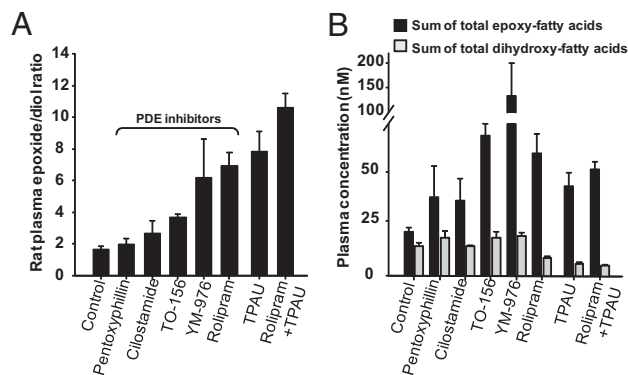 A
Rat plasma epoxide/diol ratio
14
12
10
8
6
4
2
0
PDE inhibitors
Control
Pentoxyphillin
Cilostamide
TO-156
YM-976
Rolipram
TPAU
Rolipram
+TPAU
B
Sum of total epoxy-fatty acids
Sum of total dihydroxy-fatty acids
Plasma concentration (nM)
200
150
100
50
25
0
Control
Pentoxyphillin
Cilostamide
TO-156
YM-976
Rolipram
TPAU
Rolipram
+TPAU